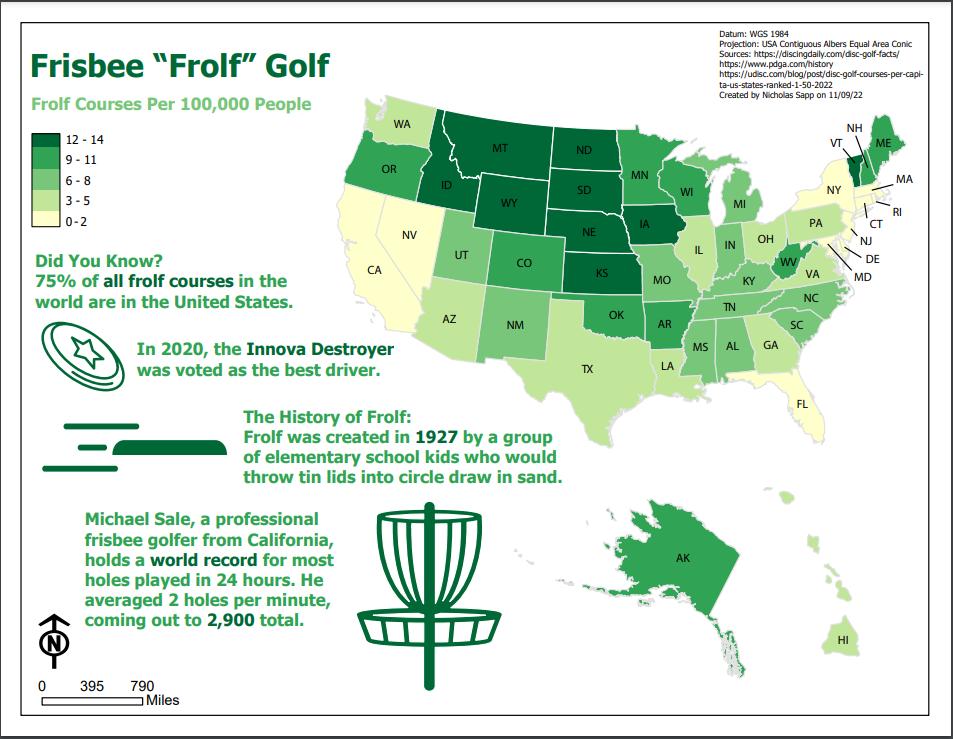 Datum: WGS 1984
Projection: USA Contiguous Albers Equal Area Conic
Sources: https://discingdaily.com/disc-golf-facts/
https://www.pdga.com/history
https://udisc.com/blog/post/disc-golf-courses-per-capi-
ta-us-states-ranked-1-50-2022
Created by Nicholas Sapp on 11/09/22
Frisbee “Frolf” Golf
Frolf Courses Per 100,000 People
12 - 14
9 - 11
6 - 8
3 - 5
0-2
WA
OR
MT
ID
WY
ND
SD
NE
KS
MN
IA
WI
MI
NV
CA
UT
CO
AZ
NM
OK
TX
MO
AR
LA
IL
IN
OH
KY
TN
MS
AL
GA
FL
SC
NC
VA
WV
PA
NY
VT
NH
ME
MA
RI
CT
NJ
DE
MD
AK
HI
Did You Know?
75% of all frolf courses in the
world are in the United States.
In 2020, the Innova Destroyer
was voted as the best driver.
The History of Frolf:
Frolf was created in 1927 by a group
of elementary school kids who would
throw tin lids into circle draw in sand.
Michael Sale, a professional
frisbee golfer from California,
holds a world record for most
holes played in 24 hours. He
averaged 2 holes per minute,
coming out to 2,900 total.
N
0 395 790
Miles